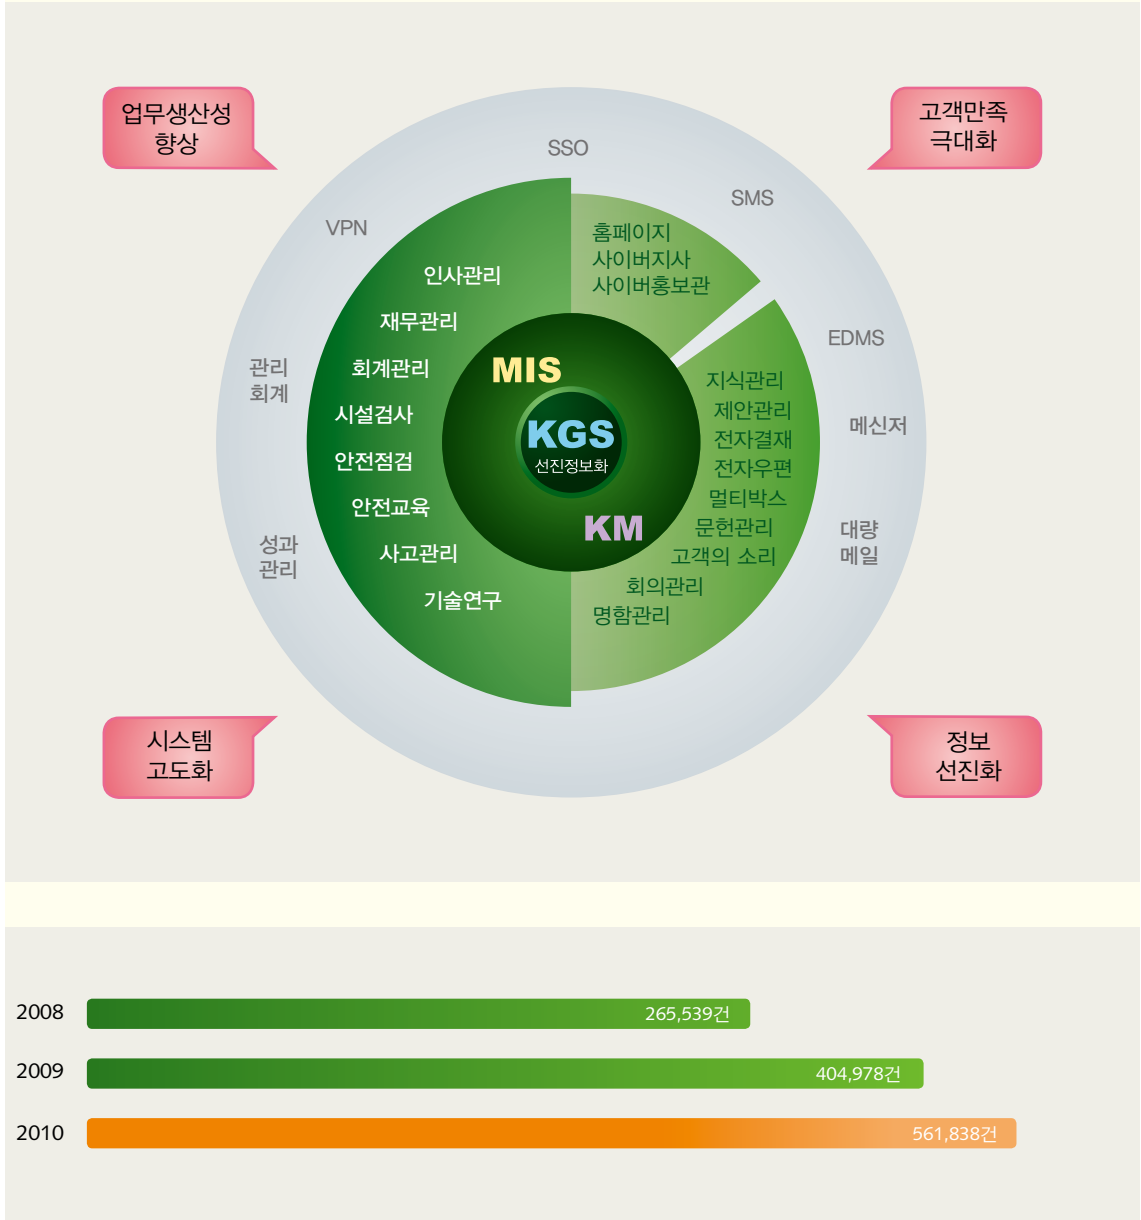 업무생산성
향상
고객만족
극대화
SSO
SMS
VPN
EDMS
관리
회계
메신저
성과
관리
대량
메일
인사관리
재무관리
회계관리
시설검사
안전점검
안전교육
사고관리
기술연구
홈페이지
사이버지사
사이버홍보관
MIS
KGS
선진정보화
KM
지식관리
제안관리
전자결재
전자우편
멀티박스
문헌관리
고객의 소리
회의관리
명함관리
시스템
고도화
정보
선진화
2008
265,539건
2009
404,978건
2010
561,838건